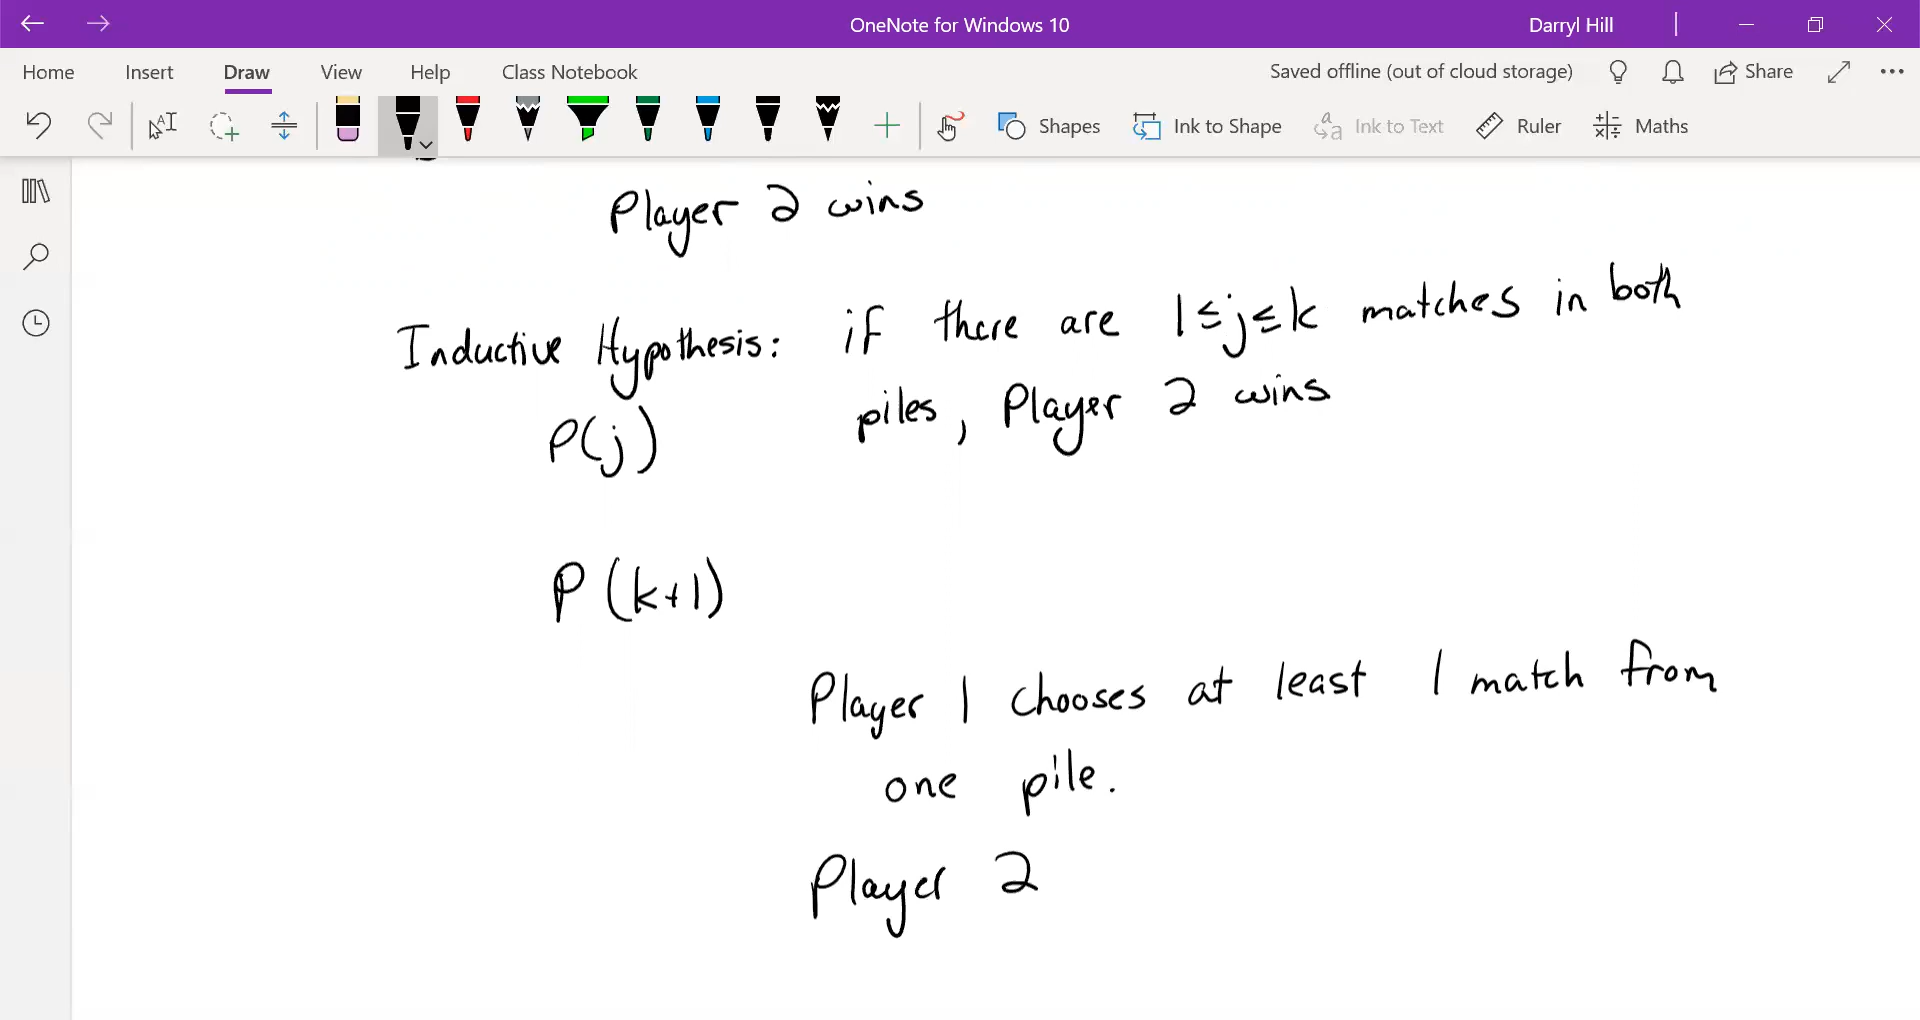 OneNote for Windows 10
Darryl Hill
Home Insert Draw View Help Class Notebook
Saved offline (out of cloud storage)
Share
Shapes
Ink to Shape
Ink to Text
Ruler
Maths
Player 2 wins
Inductive Hypothesis: if there are 1≤j≤k matches in both
P(j) piles, Player 2 wins
P(k+1)
Player 1 chooses at least 1 match from
one pile.
Player 2